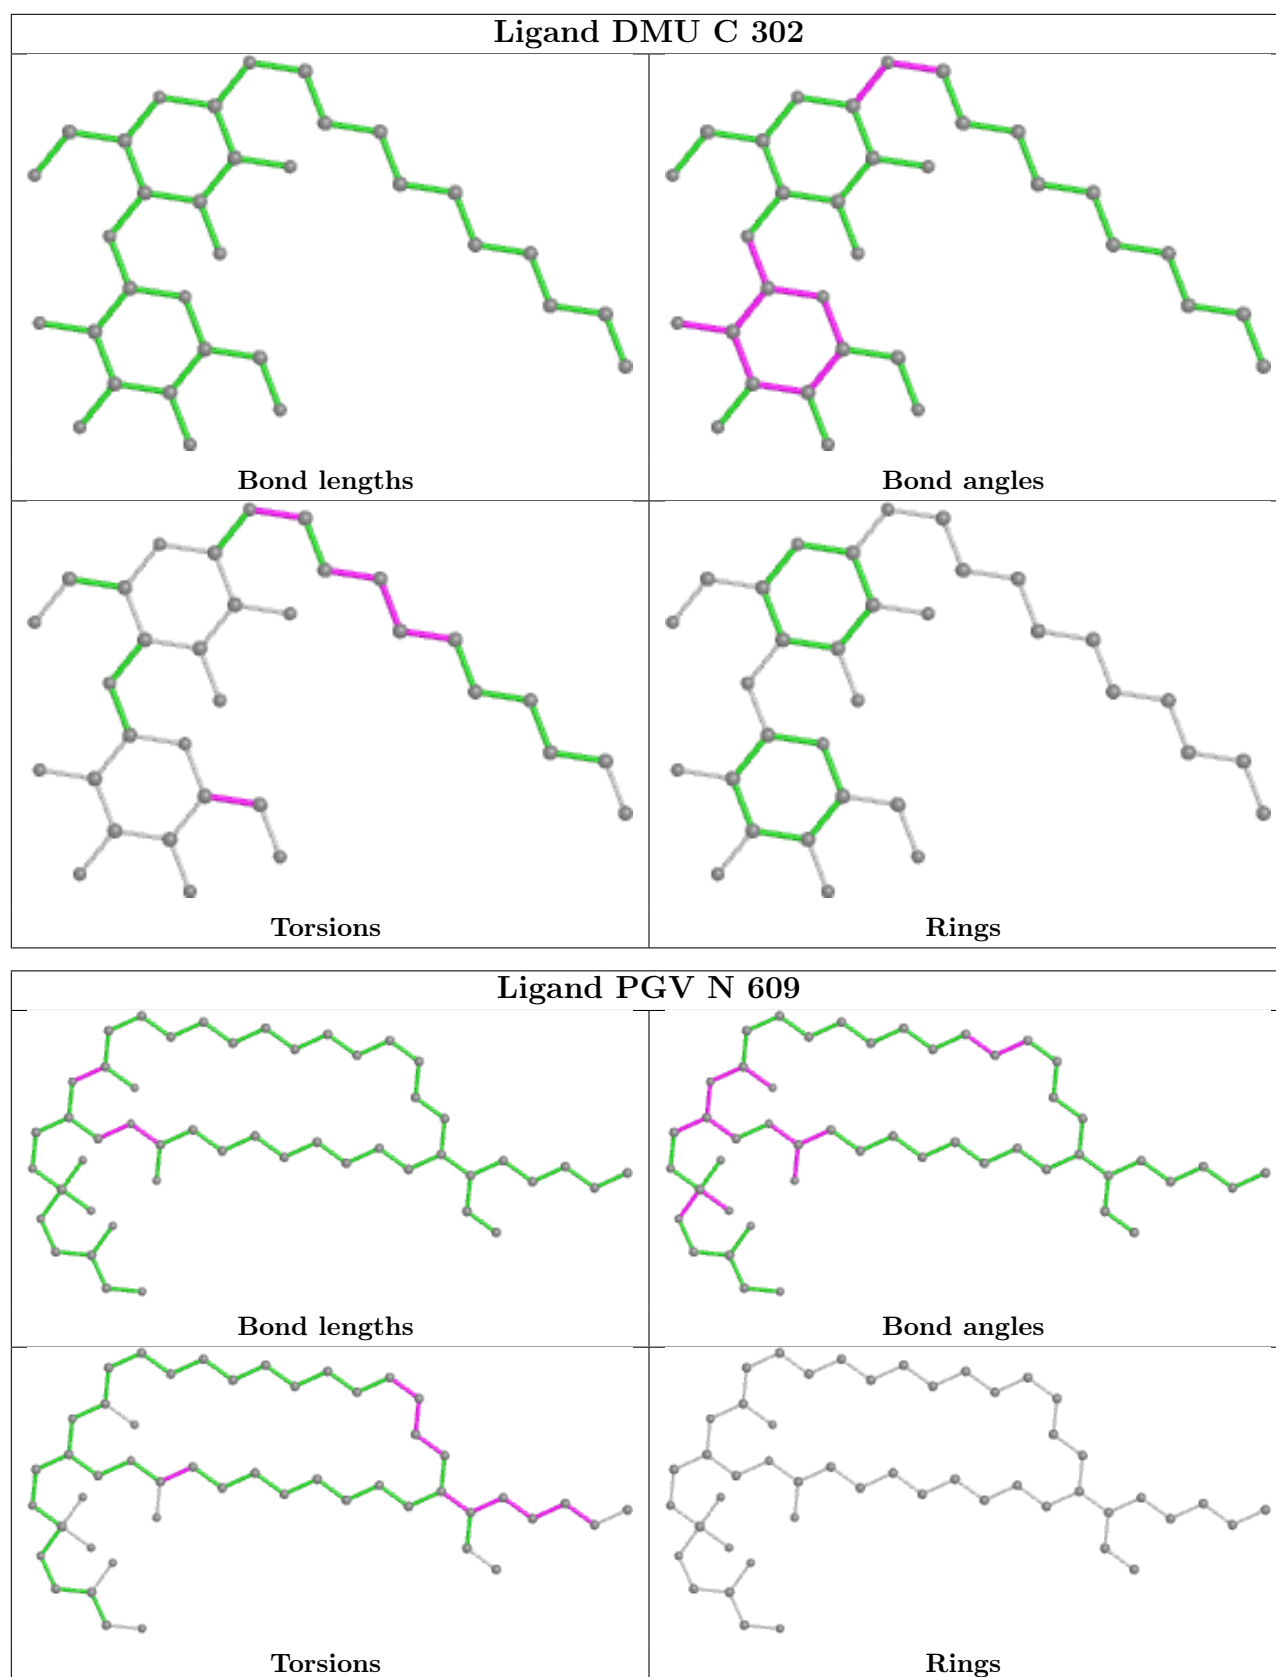 Ligand DMU C 302
Bond lengths
Bond angles
Torsions
Rings
Ligand PGV N 609
Bond lengths
Bond angles
Torsions
Rings